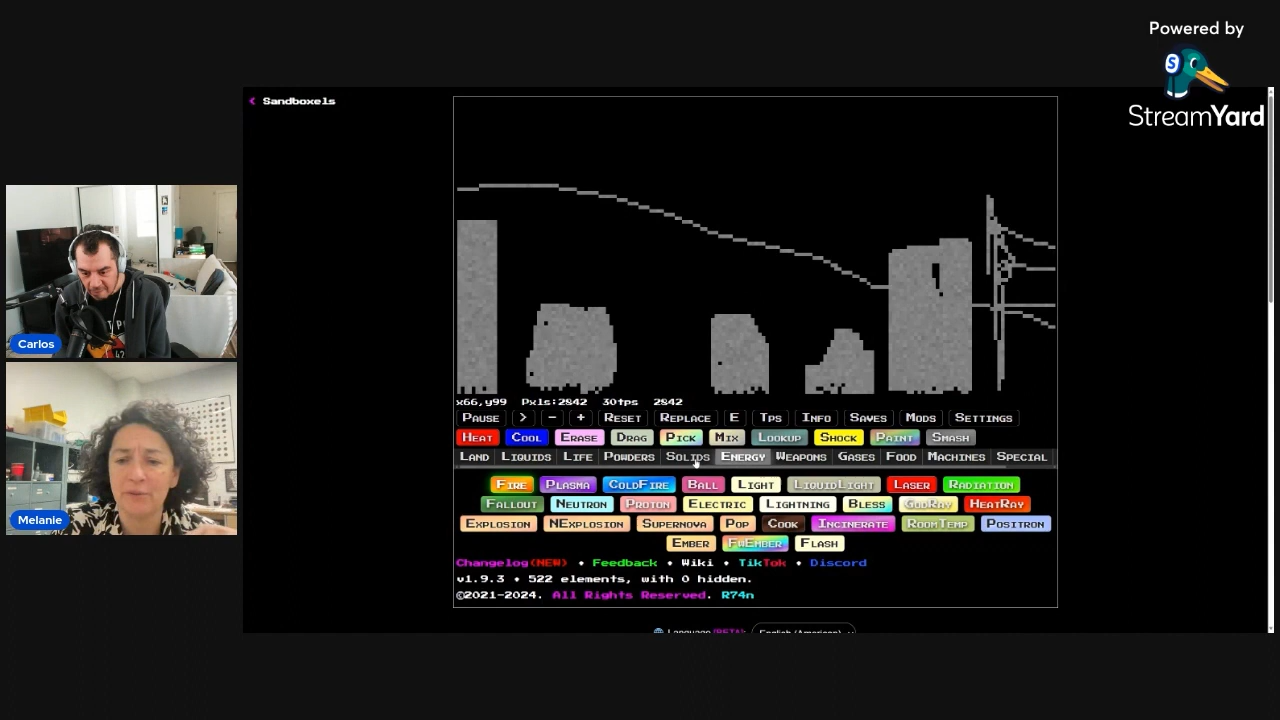 Powered by
S
StreamYard
< Sandboxels
Carlos
Melanie
x66,y99 Pxls:2842 30tps 2842
PAUSE > - + RESET REPLACE E TPS INFO SAVES MODS SETTINGS
HEAT COOL ERASE DRAG PICK MIX LOOKUP SHOCK PAINT SMASH
LAND LIQUIDS LIFE POWDERS SOLIDS ENERGY WEAPONS GASES FOOD MACHINES SPECIAL
FIRE PLASMA COLDFIRE BALL LIGHT LIQUIDLIGHT LASER RADIATION
FALLOUT NEUTRON PROTON ELECTRIC LIGHTNING BLESS GODRAY HEATRAY
EXPLOSION NEXPLOSION SUPERNOVA POP COOK INCINERATE ROOMTEMP POSITRON
EMBER FWEMBER FLASH
Changelog(NEW) • Feedback • Wiki • TikTok • Discord
v1.9.3 • 522 elements, with 0 hidden.
©2021-2024. All Rights Reserved. R74n
Language (BETA): English (American)